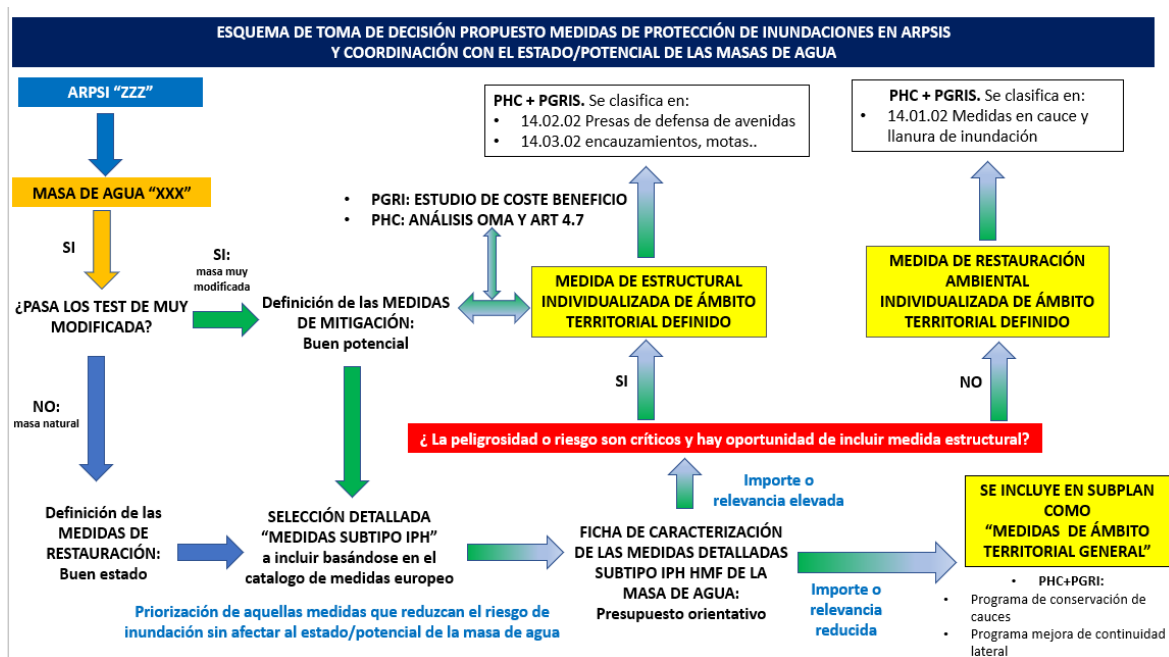 ESQUEMA DE TOMA DE DECISIÓN PROPUESTO MEDIDAS DE PROTECCIÓN DE INUNDACIONES EN ARPSIS
Y COORDINACIÓN CON EL ESTADO/POTENCIAL DE LAS MASAS DE AGUA
ARPSI “ZZZ”
MASA DE AGUA “XXX”
SI
¿PASA LOS TEST DE MUY
MODIFICADA?
SI:
masa muy
modificada
NO:
masa natural
Definición de las MEDIDAS
DE MITIGACIÓN:
Buen potencial
• PGRI: ESTUDIO DE COSTE BENEFICIO
• PHC: ANÁLISIS OMA Y ART 4.7
PHC + PGRIS. Se clasifica en:
• 14.02.02 Presas de defensa de avenidas
• 14.03.02 encauzamientos, motas..
PHC + PGRIS. Se clasifica en:
• 14.01.02 Medidas en cauce y
llanura de inundación
MEDIDA DE ESTRUCTURAL
INDIVIDUALIZADA DE ÁMBITO
TERRITORIAL DEFINIDO
MEDIDA DE RESTAURACIÓN
AMBIENTAL
INDIVIDUALIZADA DE ÁMBITO
TERRITORIAL DEFINIDO
SI
NO
¿ La peligrosidad o riesgo son críticos y hay oportunidad de incluir medida estructural?
Importe o
relevancia elevada
Definición de las
MEDIDAS DE
RESTAURACIÓN:
Buen estado
SELECCIÓN DETALLADA
“MEDIDAS SUBTIPO IPH”
a incluir basándose en el
catalogo de medidas europeo
FICHA DE CARACTERIZACIÓN
DE LAS MEDIDAS DETALLADAS
SUBTIPO IPH HMF DE LA
MASA DE AGUA:
Presupuesto orientativo
Importe o
relevancia
reducida
SE INCLUYE EN SUBPLAN
COMO
“MEDIDAS DE ÁMBITO
TERRITORIAL GENERAL”
• PHC+PGRI:
• Programa de conservación de
cauces
• Programa mejora de continuidad
lateral
Priorización de aquellas medidas que reduzcan el riesgo de
inundación sin afectar al estado/potencial de la masa de agua